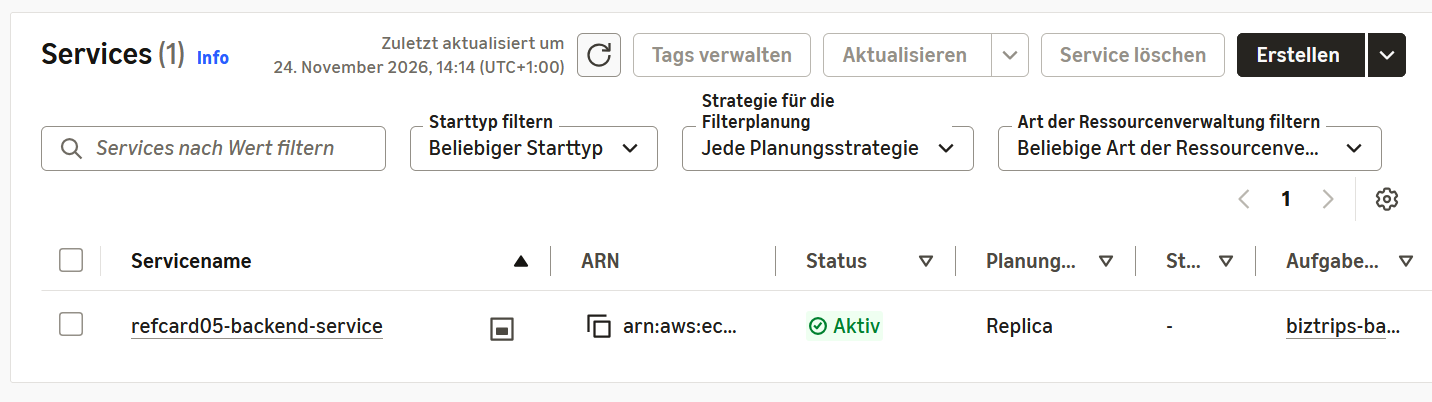 Services (1) Info
Zuletzt aktualisiert um
24. November 2026, 14:14 (UTC+1:00)
Tags verwalten
Aktualisieren
Service löschen
Erstellen
Services nach Wert filtern
Starttyp filtern
Beliebiger Starttyp
Strategie für die
Filterplanung
Jede Planungsstrategie
Art der Ressourcenverwaltung filtern
Beliebige Art der Ressourcenve...
1
Servicename ARN Status Planung... St... Aufgabe...
refcard05-backend-service arn:aws:ec... Aktiv Replica - biztrips-ba...